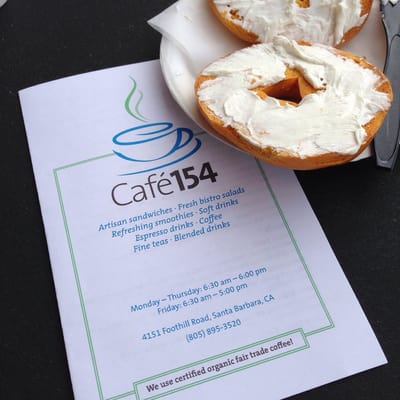 Café154
Artisan sandwiches · Fresh bistro salads
Refreshing smoothies · Soft drinks
Espresso drinks · Coffee
Fine teas · Blended drinks
Monday – Thursday: 6:30 am – 6:00 pm
Friday: 6:30 am – 5:00 pm
4151 Foothill Road, Santa Barbara, CA
(805) 895-3520
We use certified organic fair trade coffee!